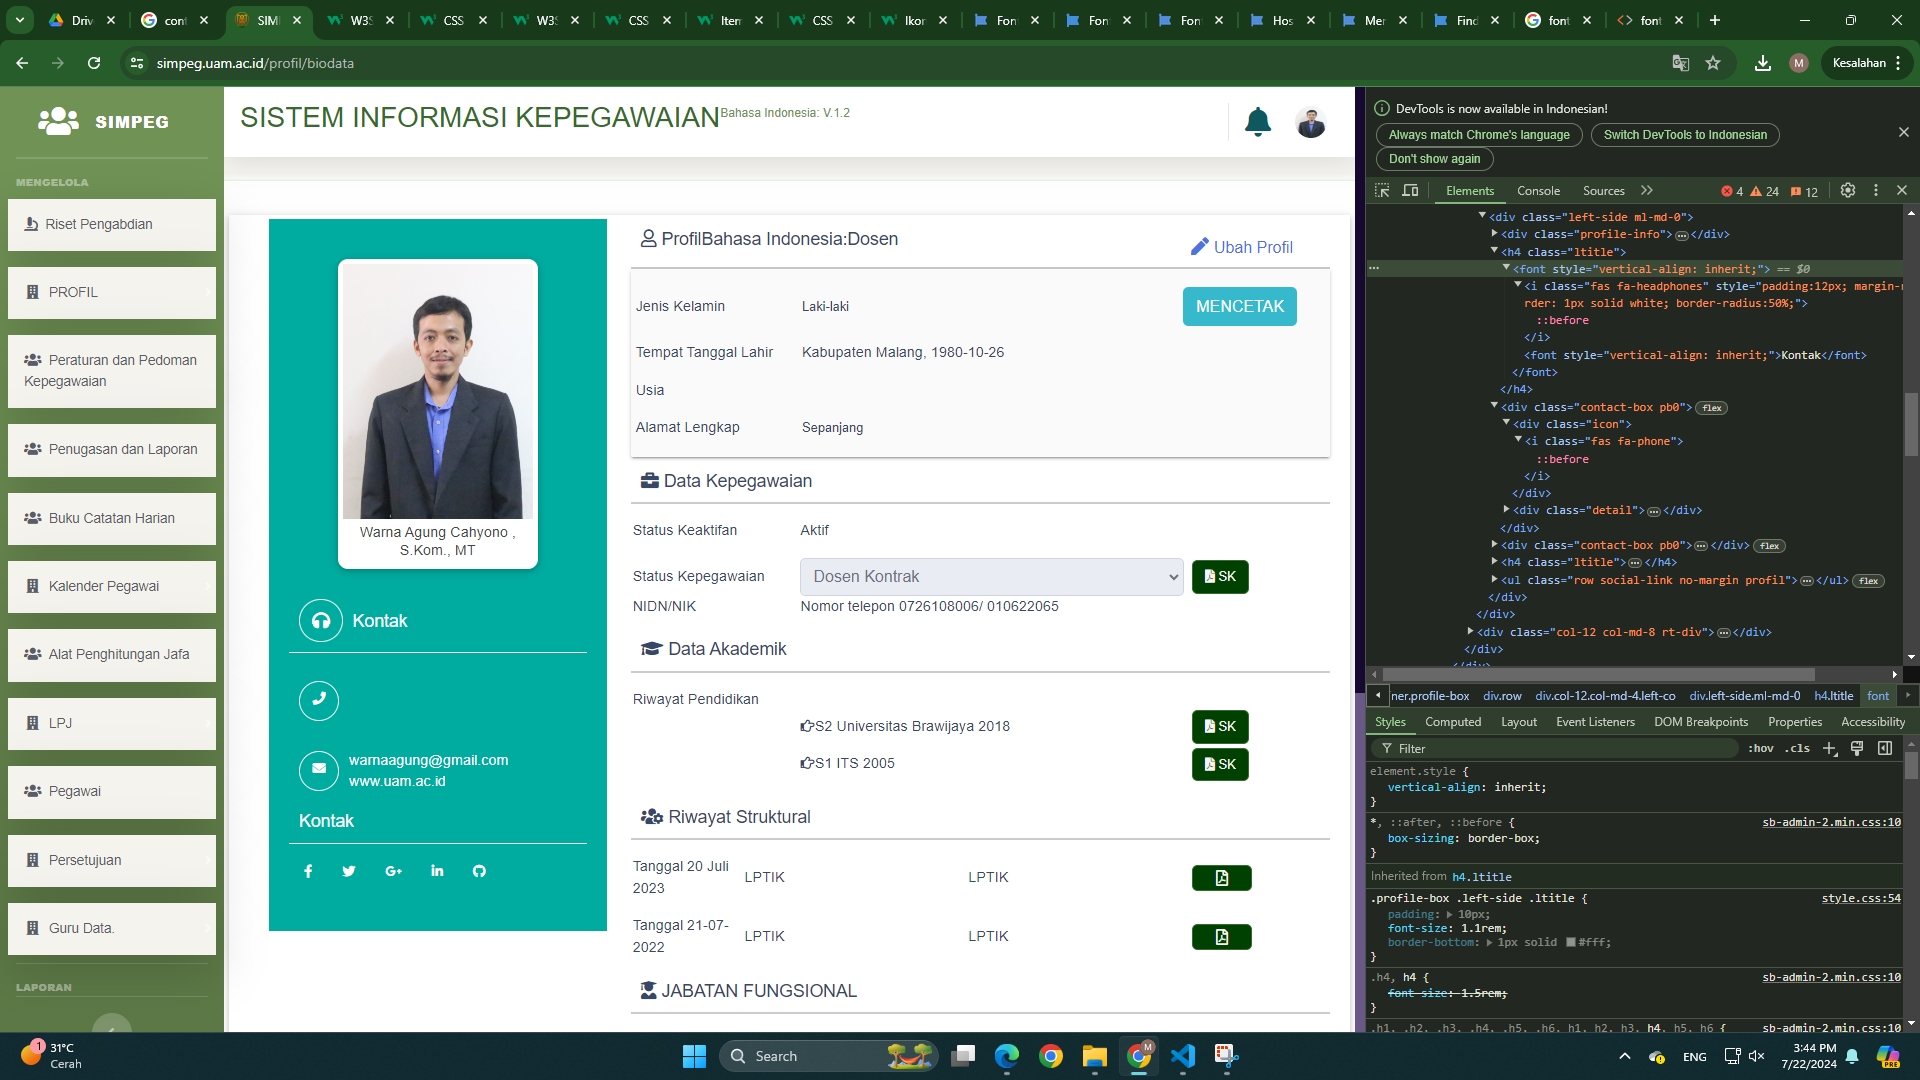 Driv
cont
SIMI
W3S
CSS
W3S
CSS
Iten
CSS
Ikon
Font
Fon
Fon
Hos
Mer
Find
font
font
simpeg.uam.ac.id/profil/biodata
M
Kesalahan
SIMPEG
MENGELOLA
Riset Pengabdian
PROFIL
Peraturan dan Pedoman
Kepegawaian
Penugasan dan Laporan
Buku Catatan Harian
Kalender Pegawai
Alat Penghitungan Jafa
LPJ
Pegawai
Persetujuan
Guru Data.
LAPORAN
SISTEM INFORMASI KEPEGAWAIANBahasa Indonesia: V.1.2
Warna Agung Cahyono ,
S.Kom., MT
Kontak
warnaagung@gmail.com
www.uam.ac.id
Kontak
ProfilBahasa Indonesia:Dosen
Ubah Profil
Jenis Kelamin Laki-laki
MENCETAK
Tempat Tanggal Lahir Kabupaten Malang, 1980-10-26
Usia
Alamat Lengkap Sepanjang
Data Kepegawaian
Status Keaktifan Aktif
Status Kepegawaian Dosen Kontrak SK
NIDN/NIK Nomor telepon 0726108006/ 010622065
Data Akademik
Riwayat Pendidikan
S2 Universitas Brawijaya 2018 SK
S1 ITS 2005 SK
Riwayat Struktural
Tanggal 20 Juli
2023 LPTIK LPTIK
Tanggal 21-07-
2022 LPTIK LPTIK
JABATAN FUNGSIONAL
DevTools is now available in Indonesian!
Always match Chrome's language
Switch DevTools to Indonesian
Don't show again
Elements Console Sources 4 24 12
<div class="left-side ml-md-0">
<div class="profile-info"> </div>
<h4 class="ltitle">
<font style="vertical-align: inherit;"> == $0
<i class="fas fa-headphones" style="padding:12px; margin-r
rder: 1px solid white; border-radius:50%;">
::before
</i>
<font style="vertical-align: inherit;">Kontak</font>
</font>
</h4>
<div class="contact-box pb0"> flex
<div class="icon">
<i class="fas fa-phone">
::before
</i>
</div>
<div class="detail"> </div>
</div>
<div class="contact-box pb0"> </div> flex
<h4 class="ltitle"> </h4>
<ul class="row social-link no-margin profil"> </ul> flex
</div>
</div>
<div class="col-12 col-md-8 rt-div"> </div>
</div>
</div>
ner.profile-box div.row div.col-12.col-md-4.left-co div.left-side.ml-md-0 h4.ltitle font
Styles Computed Layout Event Listeners DOM Breakpoints Properties Accessibility
Filter :hov .cls
element.style {
vertical-align: inherit;
}
*, ::after, ::before { sb-admin-2.min.css:10
box-sizing: border-box;
}
Inherited from h4.ltitle
.profile-box .left-side .ltitle { style.css:54
padding: 10px;
font-size: 1.1rem;
border-bottom: 1px solid #fff;
}
.h4, h4 { sb-admin-2.min.css:10
font-size: 1.5rem;
}
.h1, .h2, .h3, .h4, .h5, .h6, h1, h2, h3, h4, h5, h6 { sb-admin-2.min.css:10
1
31°C
Cerah
Search
M
ENG
3:44 PM
7/22/2024
PRE